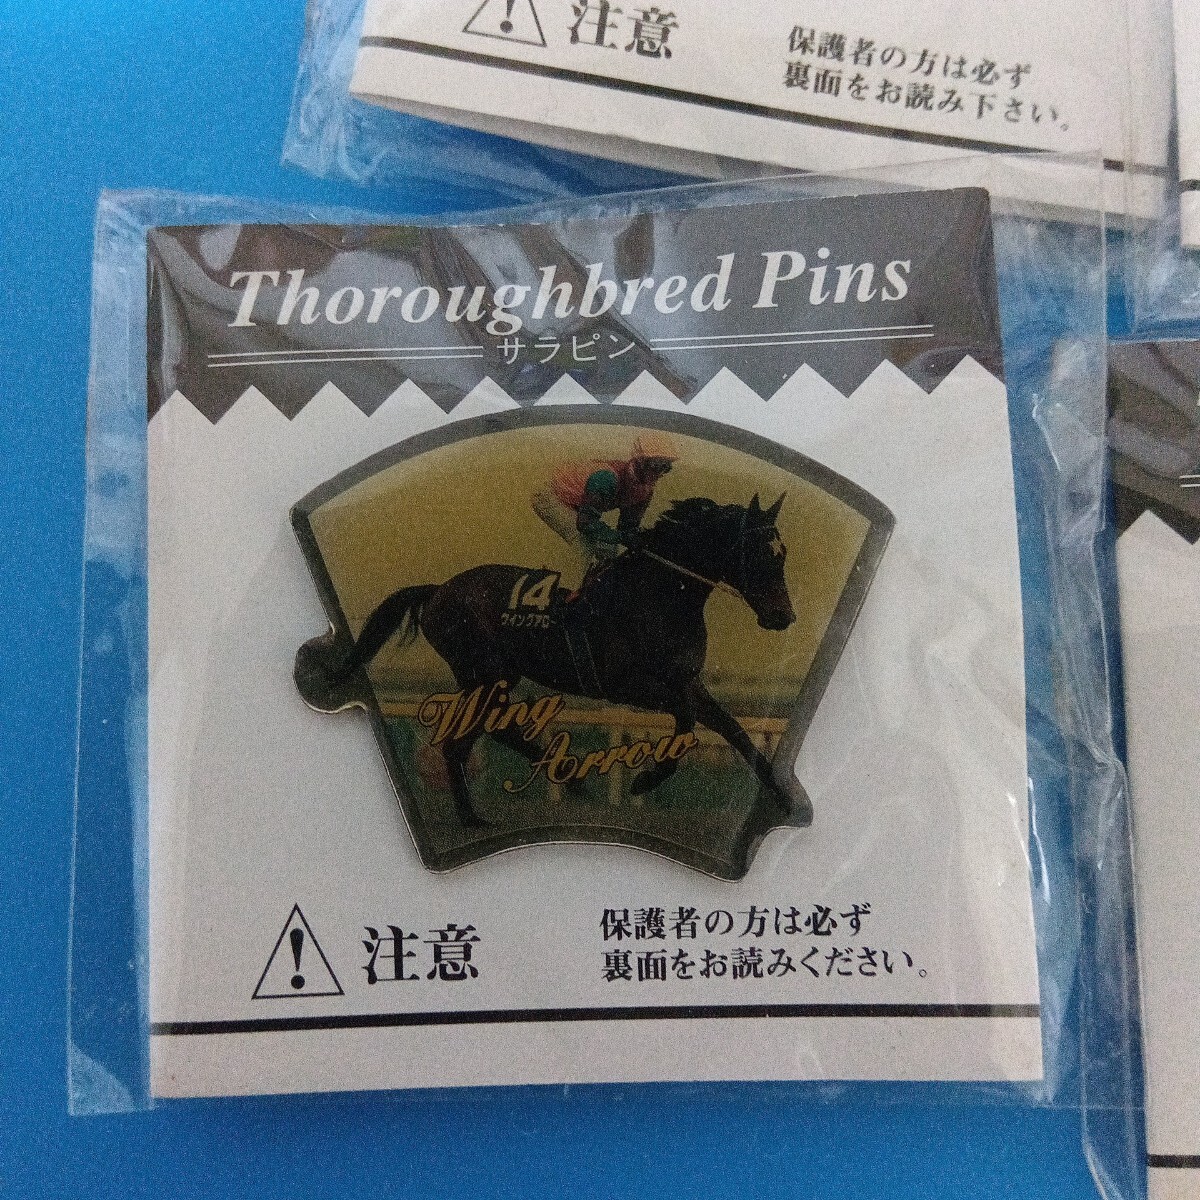 注意
保護者の方は必ず
裏面をお読み下さい。
Thoroughbred Pins
サラピン
14
ウイングアロー
Wing
Arrow
注意
保護者の方は必ず
裏面をお読みください。